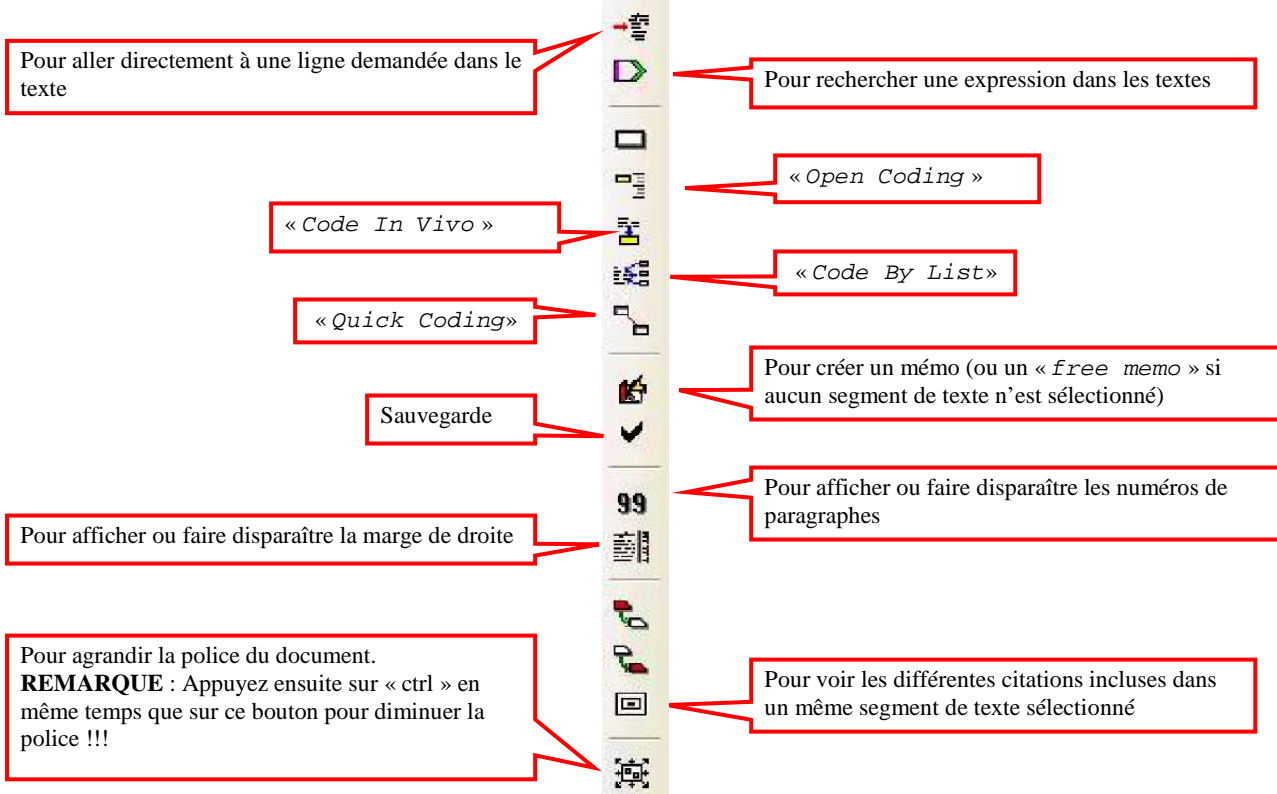 Pour aller directement à une ligne demandée dans le
texte
Pour rechercher une expression dans les textes
« Open Coding »
« Code In Vivo »
« Code By List»
« Quick Coding»
Pour créer un mémo (ou un « free memo » si
aucun segment de texte n’est sélectionné)
Sauvegarde
Pour afficher ou faire disparaître les numéros de
paragraphes
99
Pour afficher ou faire disparaître la marge de droite
Pour agrandir la police du document.
REMARQUE : Appuyez ensuite sur « ctrl » en
même temps que sur ce bouton pour diminuer la
police !!!
Pour voir les différentes citations incluses dans
un même segment de texte sélectionné